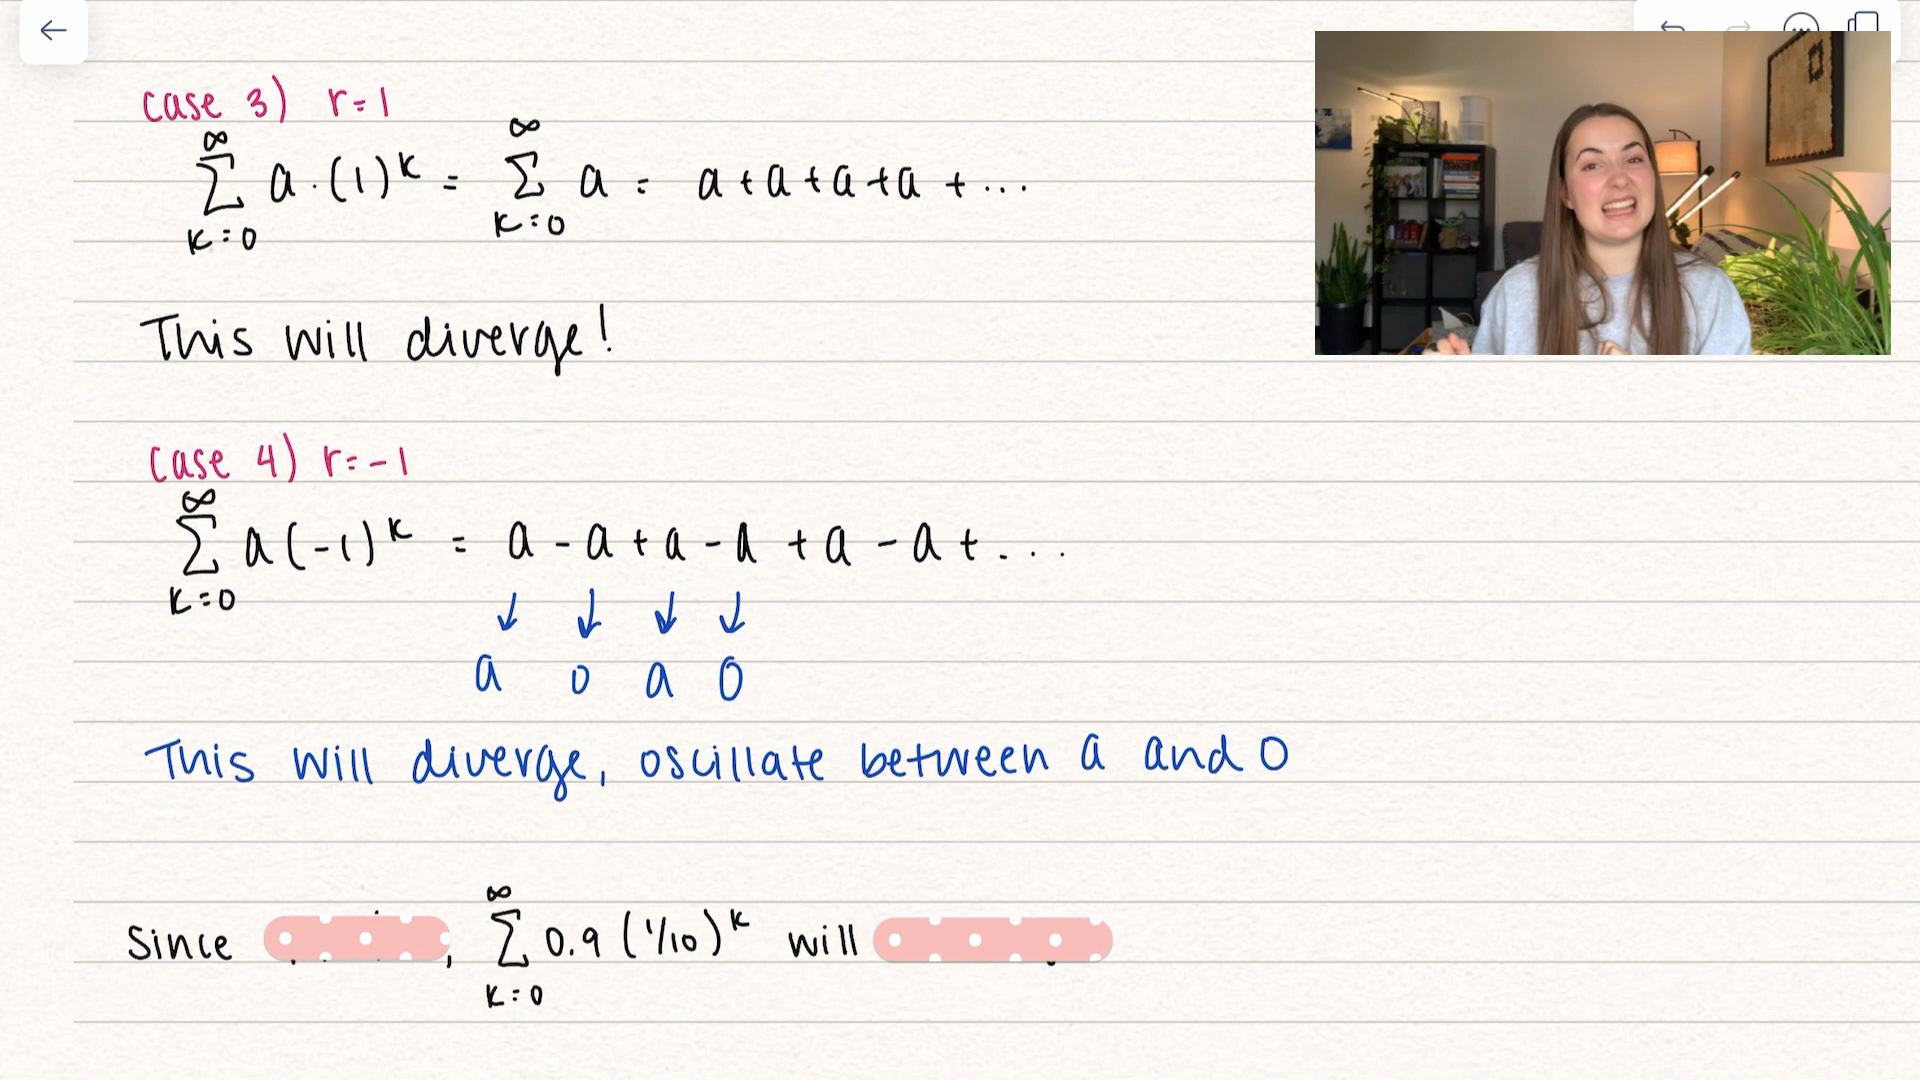 case 3) r=1
∞ ∞
Σ a·(1)^k = Σ a = a+a+a+a+...
k=0 k=0
This will diverge!
case 4) r=-1
∞
Σ a(-1)^k = a-a+a-a+a-a+...
k=0
↓ ↓ ↓ ↓
a 0 a 0
This will diverge, oscillate between a and 0
∞
Since , Σ 0.9(1/10)^k will
k=0